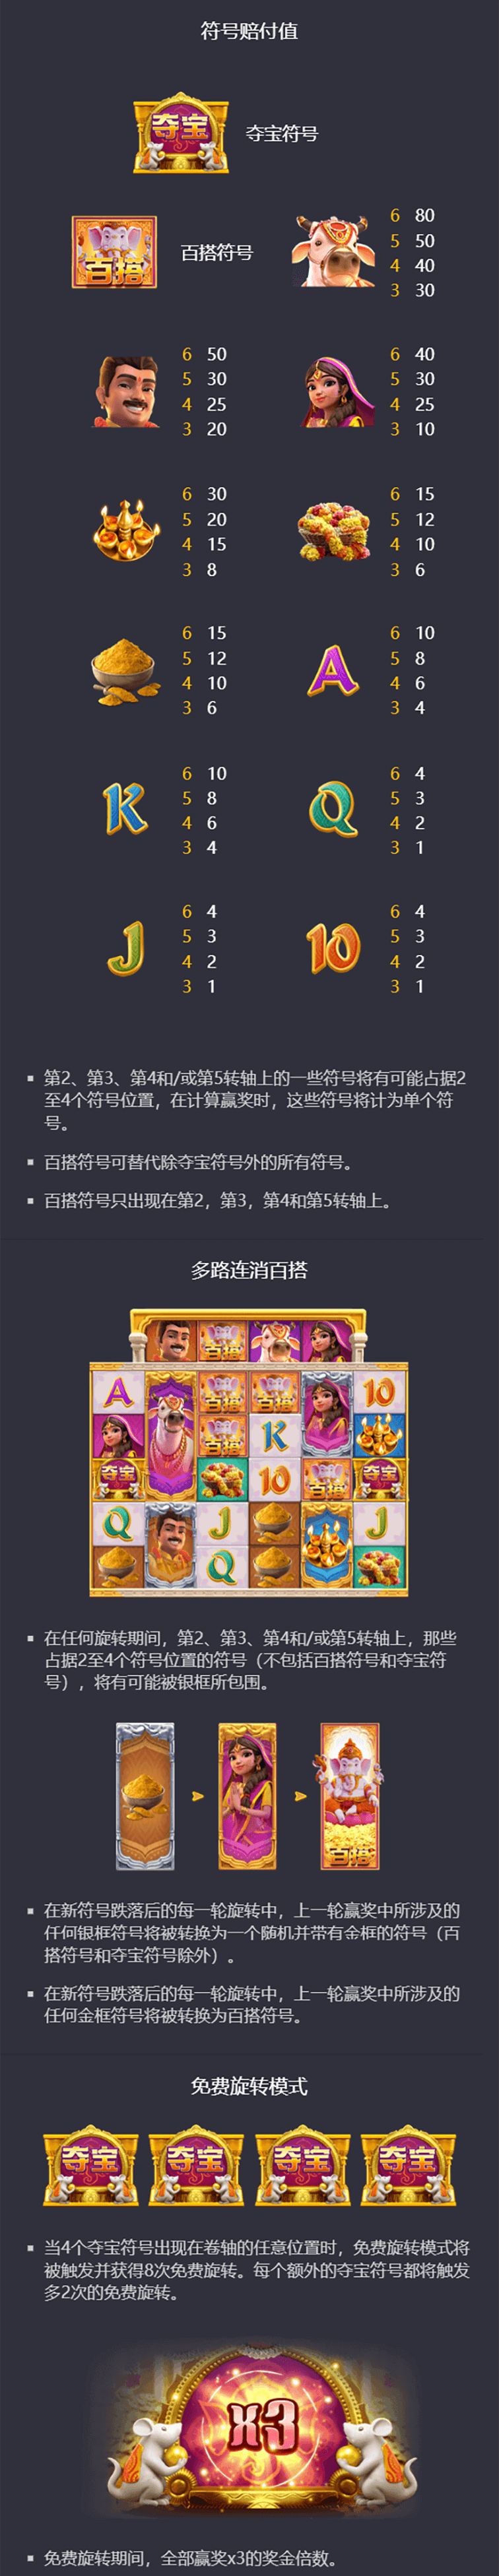 符号赔付值
夺宝
夺宝符号
百搭
百搭符号
6 80
5 50
4 40
3 30
6 50
5 30
4 25
3 20
6 40
5 30
4 25
3 10
6 30
5 20
4 15
3 8
6 15
5 12
4 10
3 6
6 15
5 12
4 10
3 6
A
6 10
5 8
4 6
3 4
K
6 10
5 8
4 6
3 4
Q
6 4
5 3
4 2
3 1
J
6 4
5 3
4 2
3 1
10
6 4
5 3
4 2
3 1
▪ 第2、第3、第4和/或第5转轴上的一些符号将有可能占据2
至4个符号位置，在计算赢奖时，这些符号将计为单个符
号。
▪ 百搭符号可替代除夺宝符号外的所有符号。
▪ 百搭符号只出现在第2，第3，第4和第5转轴上。
多路连消百搭
百搭
A 百搭 百搭 10
百搭 K
夺宝 10 百搭 夺宝
Q J J
Q
▪ 在任何旋转期间，第2、第3、第4和/或第5转轴上，那些
占据2至4个符号位置的符号（不包括百搭符号和夺宝符
号），将有可能被银框所包围。
百搭
▪ 在新符号跌落后的每一轮旋转中，上一轮赢奖中所涉及的
任何银框符号将被转换为一个随机并带有金框的符号（百
搭符号和夺宝符号除外）。
▪ 在新符号跌落后的每一轮旋转中，上一轮赢奖中所涉及的
任何金框符号将被转换为百搭符号。
免费旋转模式
夺宝 夺宝 夺宝 夺宝
▪ 当4个夺宝符号出现在卷轴的任意位置时，免费旋转模式将
被触发并获得8次免费旋转。每个额外的夺宝符号都将触发
多2次的免费旋转。
x3
▪ 免费旋转期间，全部赢奖x3的奖金倍数。